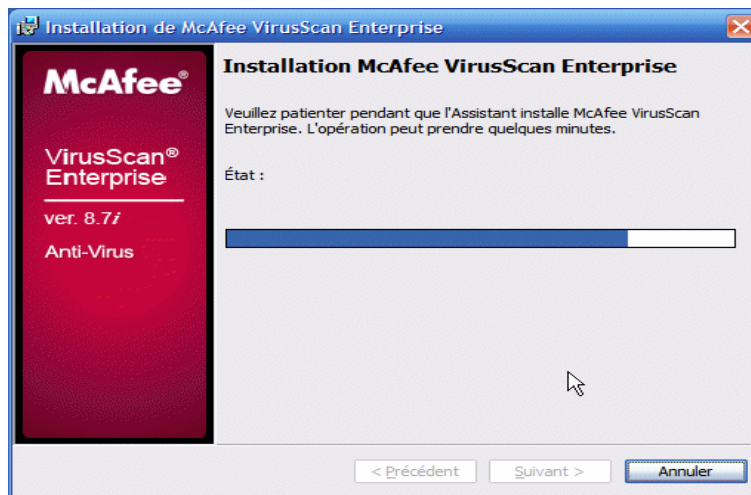 Installation de McAfee VirusScan Enterprise
McAfee®
VirusScan®
Enterprise
ver. 8.7i
Anti-Virus
Installation McAfee VirusScan Enterprise
Veuillez patienter pendant que l'Assistant installe McAfee VirusScan
Enterprise. L'opération peut prendre quelques minutes.
État :
< Précédent
Suivant >
Annuler